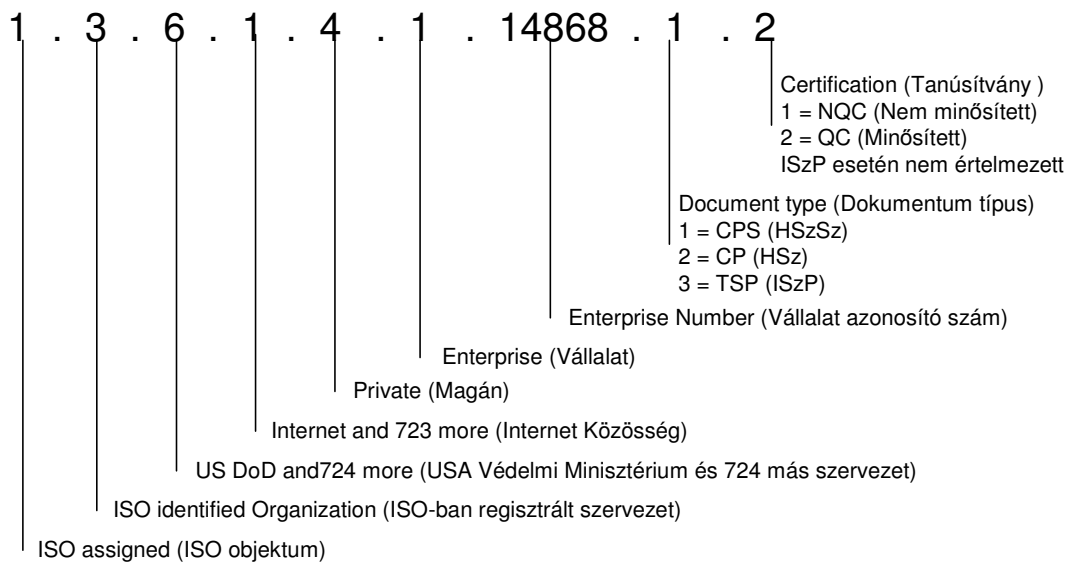 1 . 3 . 6 . 1 . 4 . 1 . 14868 . 1 . 2
Certification (Tanúsítvány )
1 = NQC (Nem minősített)
2 = QC (Minősített)
ISzP esetén nem értelmezett
Document type (Dokumentum típus)
1 = CPS (HSzSz)
2 = CP (HSz)
3 = TSP (ISzP)
Enterprise Number (Vállalat azonosító szám)
Enterprise (Vállalat)
Private (Magán)
Internet and 723 more (Internet Közösség)
US DoD and724 more (USA Védelmi Minisztérium és 724 más szervezet)
ISO identified Organization (ISO-ban regisztrált szervezet)
ISO assigned (ISO objektum)